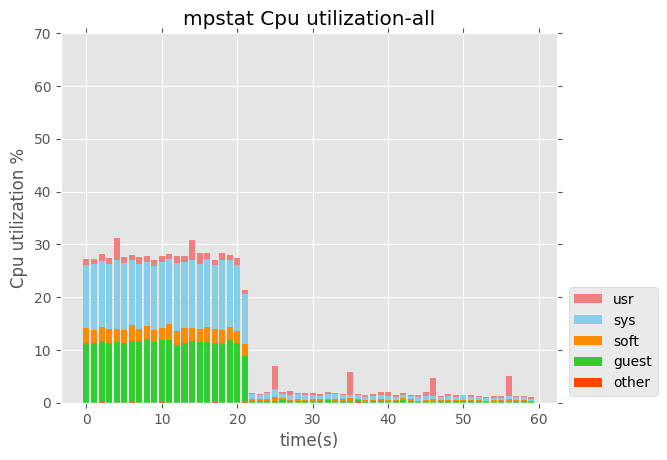 mpstat Cpu utilization-all
Cpu utilization %
70
60
50
40
30
20
10
0
0 10 20 30 40 50 60
time(s)
usr
sys
soft
guest
other